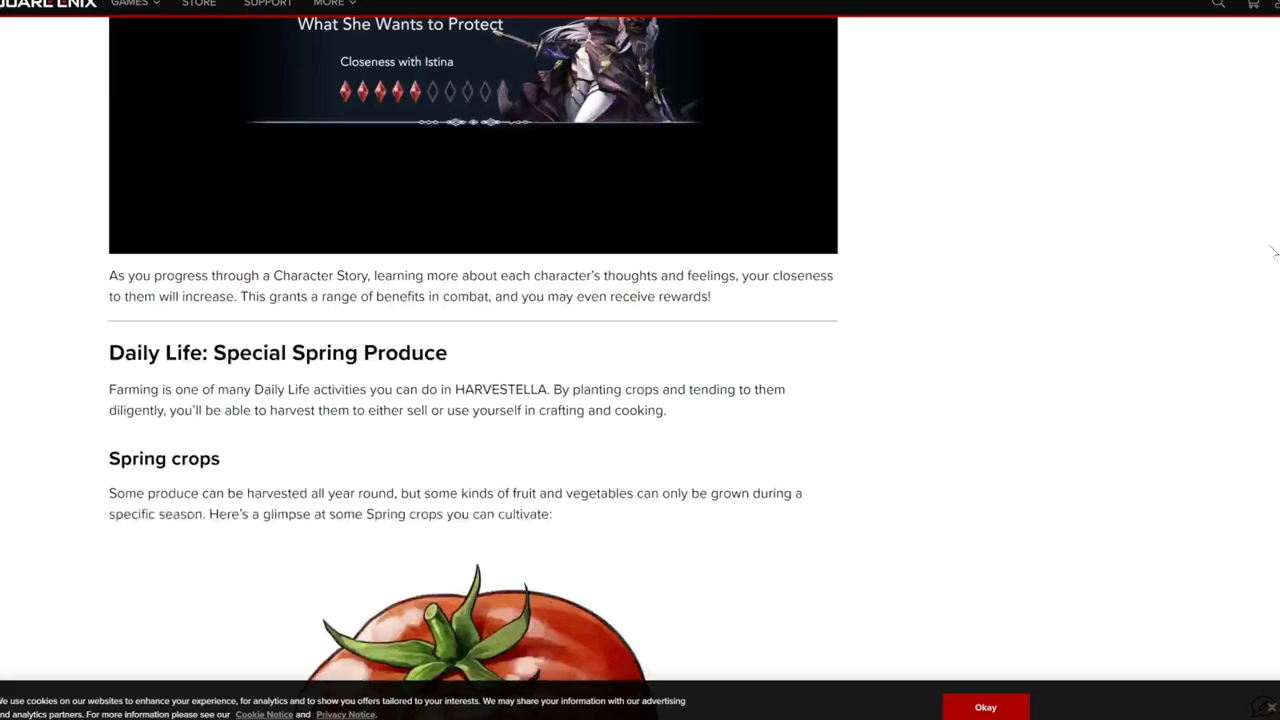 SQUARE ENIX GAMES STORE SUPPORT MORE
What She Wants to Protect
Closeness with Istina
As you progress through a Character Story, learning more about each character's thoughts and feelings, your closeness
to them will increase. This grants a range of benefits in combat, and you may even receive rewards!
Daily Life: Special Spring Produce
Farming is one of many Daily Life activities you can do in HARVESTELLA. By planting crops and tending to them
diligently, you'll be able to harvest them to either sell or use yourself in crafting and cooking.
Spring crops
Some produce can be harvested all year round, but some kinds of fruit and vegetables can only be grown during a
specific season. Here's a glimpse at some Spring crops you can cultivate:
We use cookies on our websites to enhance your experience, for analytics and to show you offers tailored to your interests. We may share your information with our advertising
and analytics partners. For more information please see our Cookie Notice and Privacy Notice.
Okay